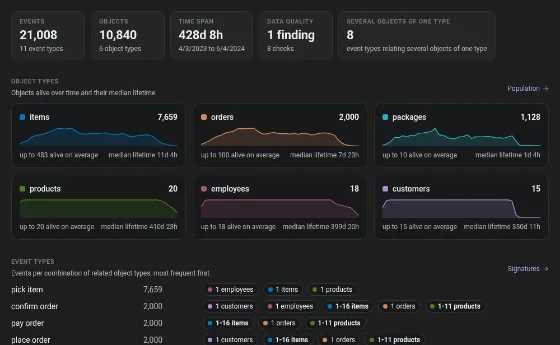 EVENTS
21,008
11 event types
OBJECTS
10,840
6 object types
TIME SPAN
428d 8h
4/3/2023 to 6/4/2024
DATA QUALITY
1 finding
8 checks
SEVERAL OBJECTS OF ONE TYPE
8
event types relating several objects of one type
OBJECT TYPES
Objects alive over time and their median lifetime
Population →
items 7,659
up to 483 alive on average median lifetime 11d 4h
orders 2,000
up to 100 alive on average median lifetime 7d 23h
packages 1,128
up to 10 alive on average median lifetime 1d 4h
products 20
up to 20 alive on average median lifetime 410d 23h
employees 18
up to 18 alive on average median lifetime 399d 20h
customers 15
up to 15 alive on average median lifetime 350d 11h
EVENT TYPES
Events per combination of related object types, most frequent first
Signatures →
pick item 7,659 1 employees 1 items 1 products
confirm order 2,000 1 customers 1 employees 1-16 items 1 orders 1-11 products
pay order 2,000 1-16 items 1 orders 1-11 products
place order 2,000 1 customers 1-16 items 1 orders 1-11 products